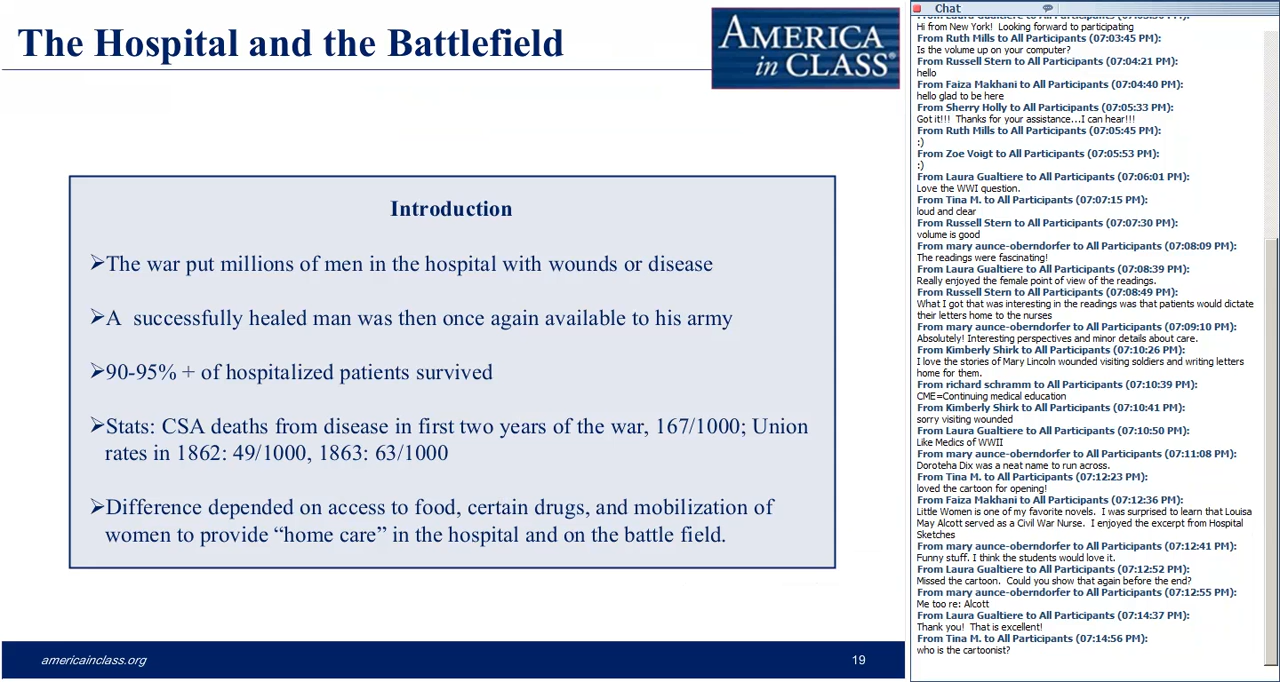 The Hospital and the Battlefield
AMERICA
in CLASS®
Introduction
➢The war put millions of men in the hospital with wounds or disease
➢A successfully healed man was then once again available to his army
➢90-95% + of hospitalized patients survived
➢Stats: CSA deaths from disease in first two years of the war, 167/1000; Union
rates in 1862: 49/1000, 1863: 63/1000
➢Difference depended on access to food, certain drugs, and mobilization of
women to provide “home care” in the hospital and on the battle field.
americainclass.org
19
Chat
From Laura Gualtiere to All Participants
Hi from New York! Looking forward to participating
From Ruth Mills to All Participants (07:03:45 PM):
Is the volume up on your computer?
From Russell Stern to All Participants (07:04:21 PM):
hello
From Faiza Makhani to All Participants (07:04:40 PM):
hello glad to be here
From Sherry Holly to All Participants (07:05:33 PM):
Got it!!! Thanks for your assistance...I can hear!!!
From Ruth Mills to All Participants (07:05:45 PM):
:)
From Zoe Voigt to All Participants (07:05:53 PM):
:)
From Laura Gualtiere to All Participants (07:06:01 PM):
Love the WWI question.
From Tina M. to All Participants (07:07:15 PM):
loud and clear
From Russell Stern to All Participants (07:07:30 PM):
volume is good
From mary aunce-oberndorfer to All Participants (07:08:09 PM):
The readings were fascinating!
From Laura Gualtiere to All Participants (07:08:39 PM):
Really enjoyed the female point of view of the readings.
From Russell Stern to All Participants (07:08:49 PM):
What I got that was interesting in the readings was that patients would dictate
their letters home to the nurses
From mary aunce-oberndorfer to All Participants (07:09:10 PM):
Absolutely! Interesting perspectives and minor details about care.
From Kimberly Shirk to All Participants (07:10:26 PM):
I love the stories of Mary Lincoln wounded visiting soldiers and writing letters
home for them.
From richard schramm to All Participants (07:10:39 PM):
CME=Continuing medical education
From Kimberly Shirk to All Participants (07:10:41 PM):
sorry visiting wounded
From Laura Gualtiere to All Participants (07:10:50 PM):
Like Medics of WWII
From mary aunce-oberndorfer to All Participants (07:11:08 PM):
Doroteha Dix was a neat name to run across.
From Tina M. to All Participants (07:12:23 PM):
loved the cartoon for opening!
From Faiza Makhani to All Participants (07:12:36 PM):
Little Women is one of my favorite novels. I was surprised to learn that Louisa
May Alcott served as a Civil War Nurse. I enjoyed the excerpt from Hospital
Sketches
From mary aunce-oberndorfer to All Participants (07:12:41 PM):
Funny stuff. I think the students would love it.
From Laura Gualtiere to All Participants (07:12:52 PM):
Missed the cartoon. Could you show that again before the end?
From mary aunce-oberndorfer to All Participants (07:12:55 PM):
Me too re: Alcott
From Laura Gualtiere to All Participants (07:14:37 PM):
Thank you! That is excellent!
From Tina M. to All Participants (07:14:56 PM):
who is the cartoonist?